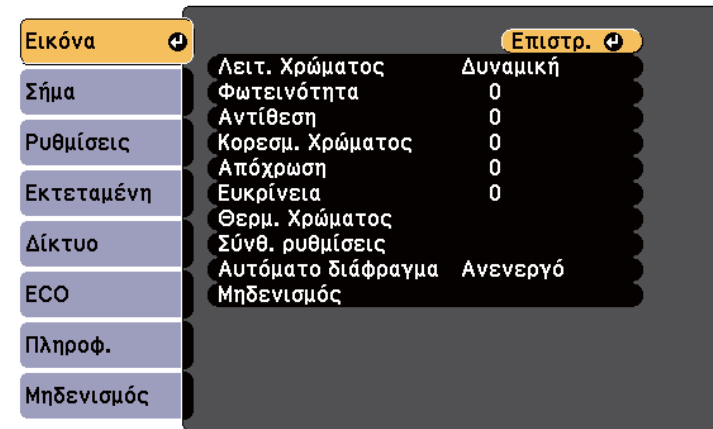 Εικόνα
Σήμα
Ρυθμίσεις
Εκτεταμένη
Δίκτυο
ECO
Πληροφ.
Μηδενισμός
Επιστρ.
Λειτ. Χρώματος Δυναμική
Φωτεινότητα 0
Αντίθεση 0
Κορεσμ. Χρώματος 0
Απόχρωση 0
Ευκρίνεια 0
Θερμ. Χρώματος
Σύνθ. ρυθμίσεις
Αυτόματο διάφραγμα Ανενεργό
Μηδενισμός